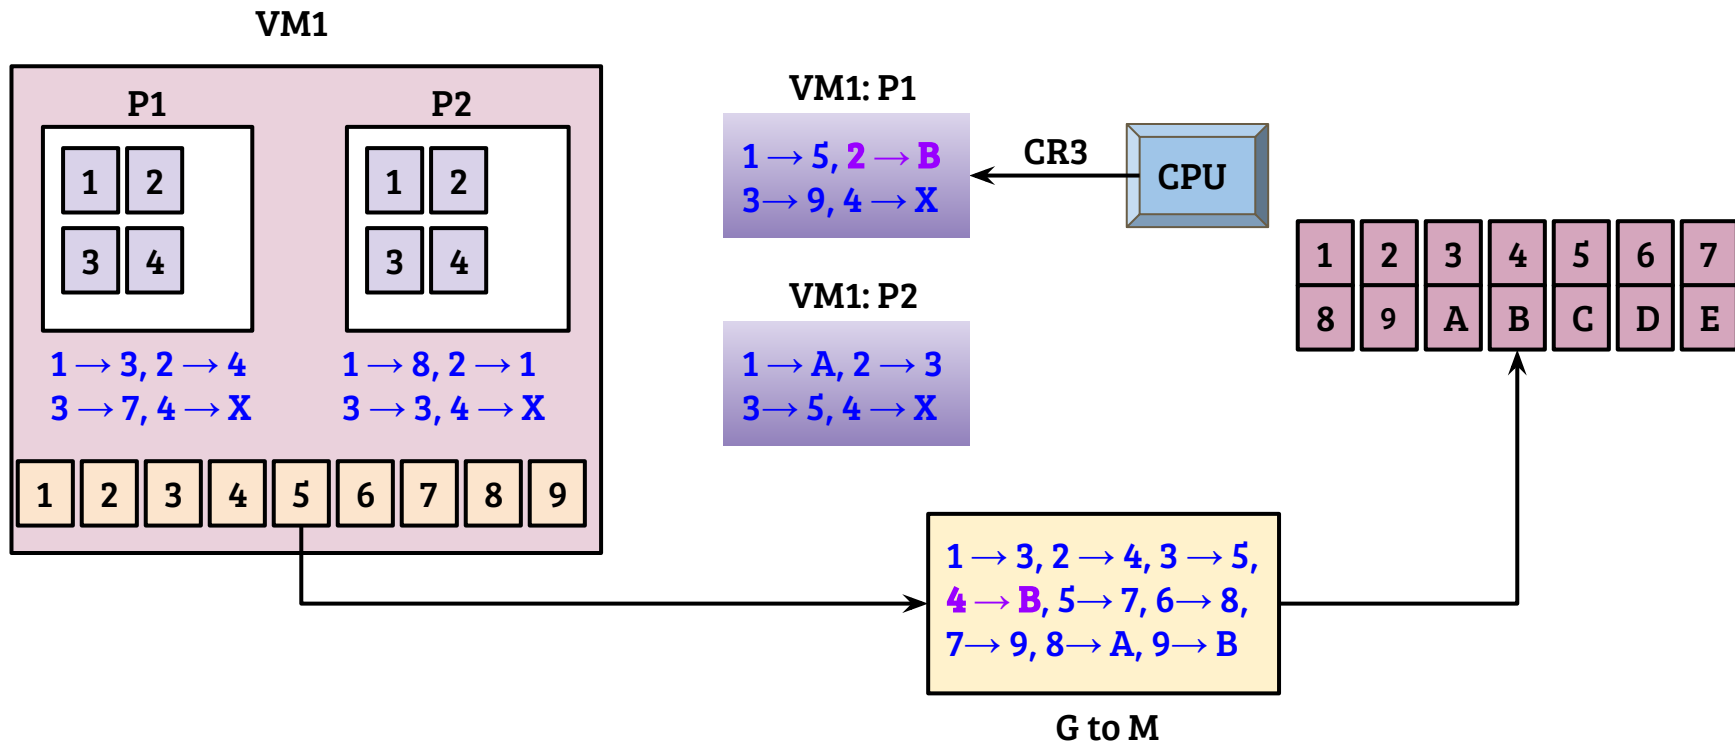 VM1
P1
P2
1 2
3 4
1 2
3 4
1 → 3, 2 → 4
3 → 7, 4 → X
1 → 8, 2 → 1
3 → 3, 4 → X
1 2 3 4 5 6 7 8 9
VM1: P1
1 → 5, 2 → B
3→ 9, 4 → X
CR3
CPU
VM1: P2
1 → A, 2 → 3
3→ 5, 4 → X
1 2 3 4 5 6 7
8 9 A B C D E
1 → 3, 2 → 4, 3 → 5,
4 → B, 5→ 7, 6→ 8,
7→ 9, 8→ A, 9→ B
G to M